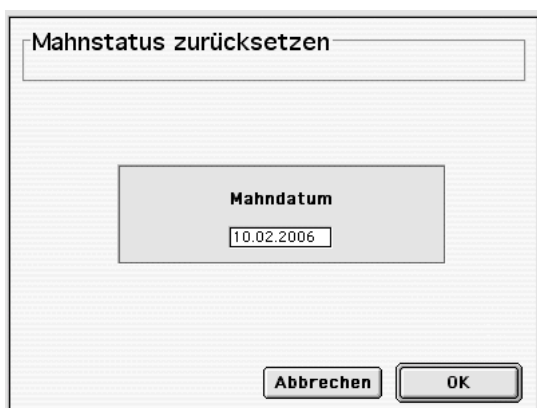 Mahnstatus zurücksetzen
Mahndatum
10.02.2006
Abbrechen
OK